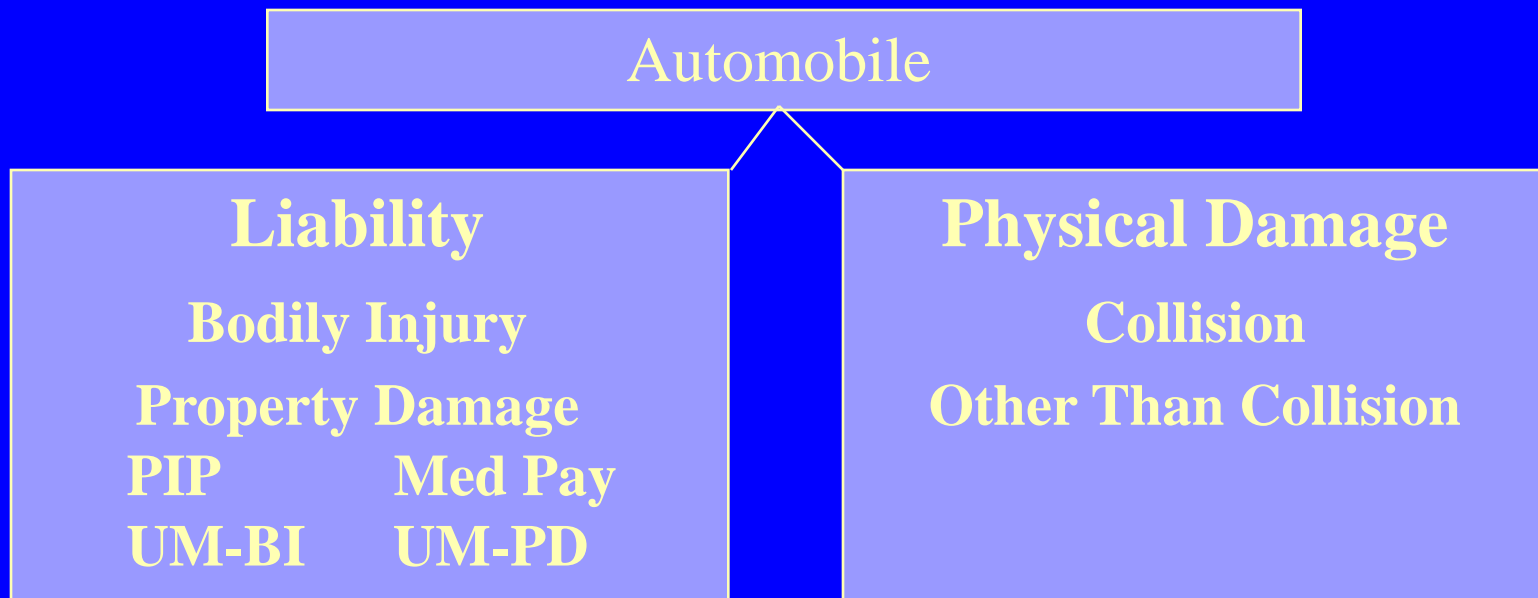 Automobile
Liability
Bodily Injury
Property Damage
PIP Med Pay
UM-BI UM-PD
Physical Damage
Collision
Other Than Collision